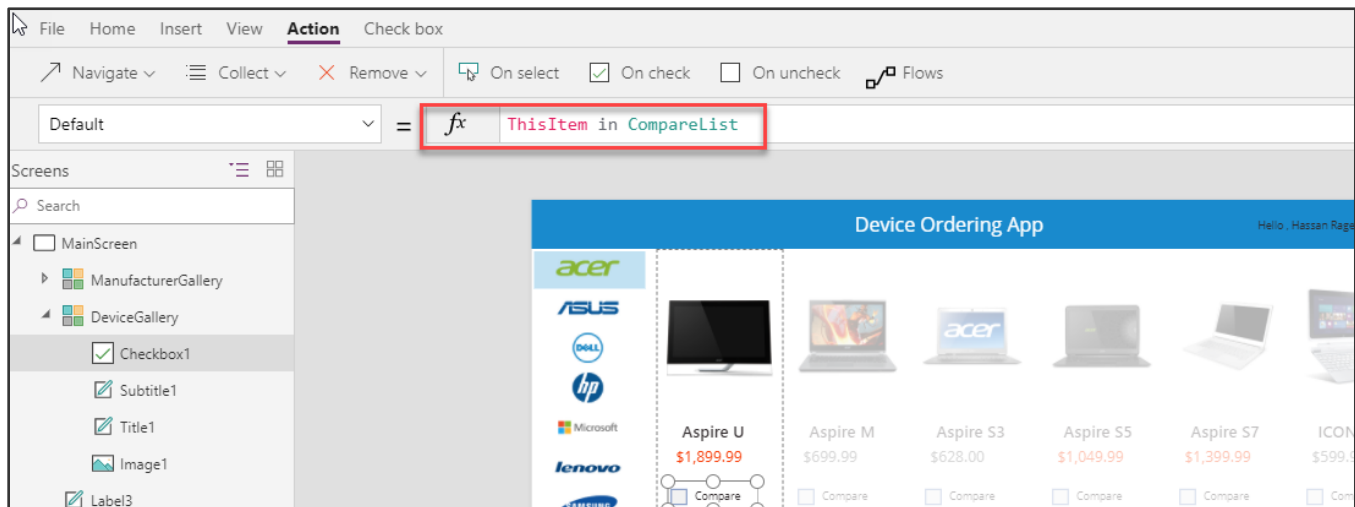 File Home Insert View Action Check box
Navigate Collect Remove On select On check On uncheck Flows
Default = fx ThisItem in CompareList
Screens
Search
MainScreen
ManufacturerGallery
DeviceGallery
Checkbox1
Subtitle1
Title1
Image1
Label3
Device Ordering App
Hello , Hassan Rage
acer
ASUS
DELL
hp
Microsoft
lenovo
SAMSUNG
acer
Aspire U Aspire M Aspire S3 Aspire S5 Aspire S7 ICON
$1,899.99 $699.99 $628.00 $1,049.99 $1,399.99 $599.9
Compare Compare Compare Compare Compare Com